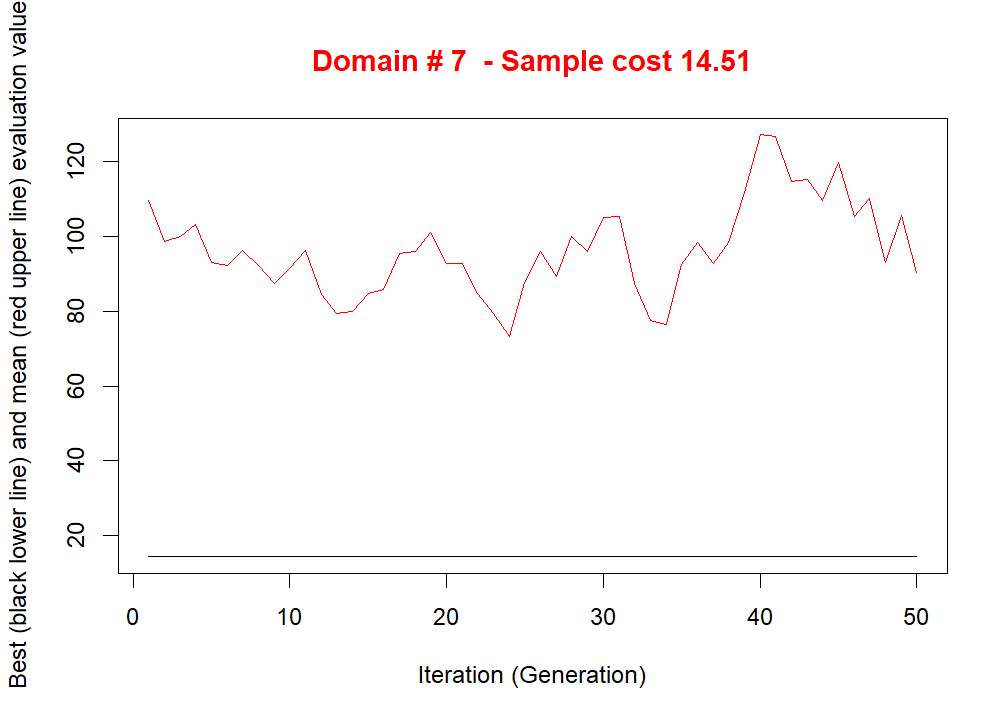 Domain # 7  - Sample cost 14.51
Best (black lower line) and mean (red upper line) evaluation value
120
100
80
60
40
20
0 10 20 30 40 50
Iteration (Generation)